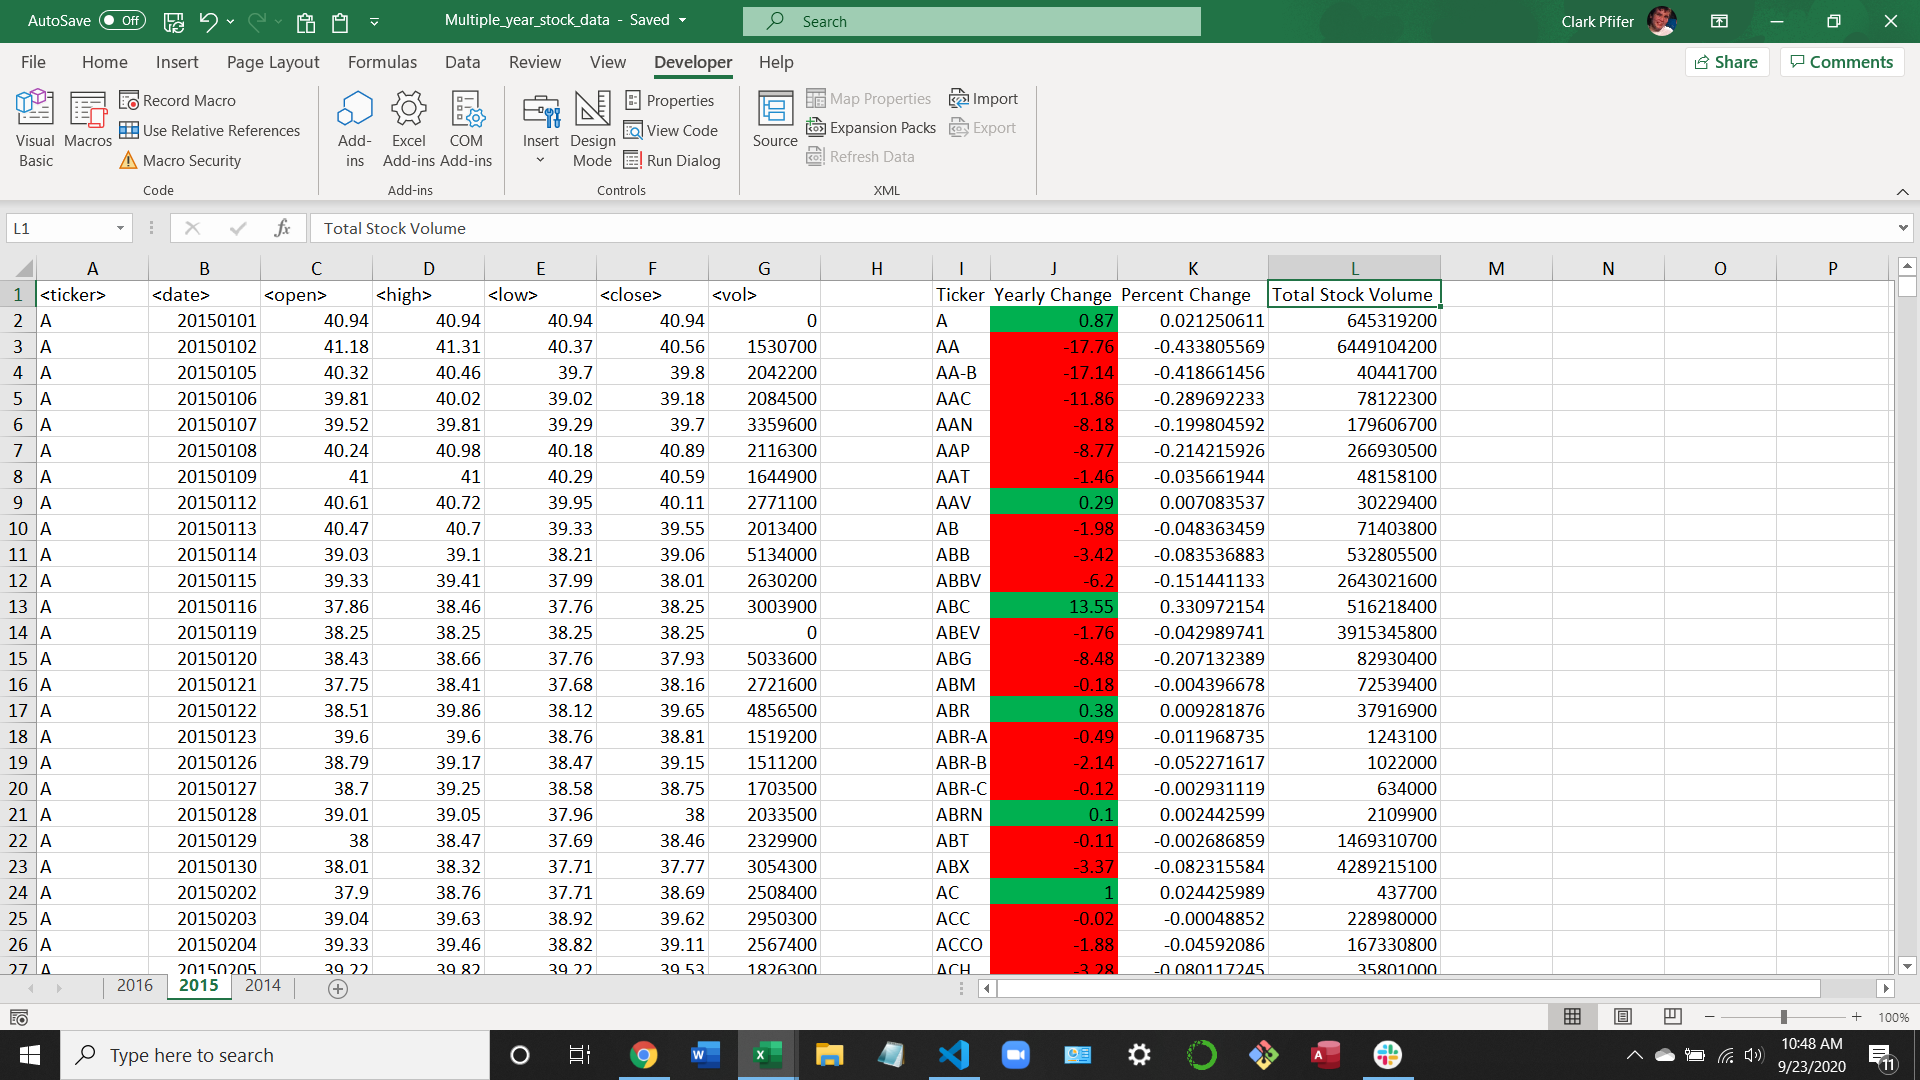 AutoSave Off Multiple_year_stock_data - Saved Search Clark Pfifer
File Home Insert Page Layout Formulas Data Review View Developer Help Share Comments
Visual Basic
Macros
Record Macro
Use Relative References
Macro Security
Code
Add-ins
Excel Add-ins
COM Add-ins
Add-ins
Insert
Design Mode
Properties
View Code
Run Dialog
Controls
Source
Map Properties
Expansion Packs
Refresh Data
Import
Export
XML
L1 fx Total Stock Volume
A B C D E F G H I J K L M N O P
1 <ticker> <date> <open> <high> <low> <close> <vol> Ticker Yearly Change Percent Change Total Stock Volume
2 A 20150101 40.94 40.94 40.94 40.94 0 A 0.87 0.021250611 645319200
3 A 20150102 41.18 41.31 40.37 40.56 1530700 AA -17.76 -0.433805569 6449104200
4 A 20150105 40.32 40.46 39.7 39.8 2042200 AA-B -17.14 -0.418661456 40441700
5 A 20150106 39.81 40.02 39.02 39.18 2084500 AAC -11.86 -0.289692233 78122300
6 A 20150107 39.52 39.81 39.29 39.7 3359600 AAN -8.18 -0.199804592 179606700
7 A 20150108 40.24 40.98 40.18 40.89 2116300 AAP -8.77 -0.214215926 266930500
8 A 20150109 41 41 40.29 40.59 1644900 AAT -1.46 -0.035661944 48158100
9 A 20150112 40.61 40.72 39.95 40.11 2771100 AAV 0.29 0.007083537 30229400
10 A 20150113 40.47 40.7 39.33 39.55 2013400 AB -1.98 -0.048363459 71403800
11 A 20150114 39.03 39.1 38.21 39.06 5134000 ABB -3.42 -0.083536883 532805500
12 A 20150115 39.33 39.41 37.99 38.01 2630200 ABBV -6.2 -0.151441133 2643021600
13 A 20150116 37.86 38.46 37.76 38.25 3003900 ABC 13.55 0.330972154 516218400
14 A 20150119 38.25 38.25 38.25 38.25 0 ABEV -1.76 -0.042989741 3915345800
15 A 20150120 38.43 38.66 37.76 37.93 5033600 ABG -8.48 -0.207132389 82930400
16 A 20150121 37.75 38.41 37.68 38.16 2721600 ABM -0.18 -0.004396678 72539400
17 A 20150122 38.51 39.86 38.12 39.65 4856500 ABR 0.38 0.009281876 37916900
18 A 20150123 39.6 39.6 38.76 38.81 1519200 ABR-A -0.49 -0.011968735 1243100
19 A 20150126 38.79 39.17 38.47 39.15 1511200 ABR-B -2.14 -0.052271617 1022000
20 A 20150127 38.7 39.25 38.58 38.75 1703500 ABR-C -0.12 -0.002931119 634000
21 A 20150128 39.01 39.05 37.96 38 2033500 ABRN 0.1 0.002442599 2109900
22 A 20150129 38 38.47 37.69 38.46 2329900 ABT -0.11 -0.002686859 1469310700
23 A 20150130 38.01 38.32 37.71 37.77 3054300 ABX -3.37 -0.082315584 4289215100
24 A 20150202 37.9 38.76 37.71 38.69 2508400 AC 1 0.024425989 437700
25 A 20150203 39.04 39.63 38.92 39.62 2950300 ACC -0.02 -0.00048852 228980000
26 A 20150204 39.33 39.46 38.82 39.11 2567400 ACCO -1.88 -0.04592086 167330800
27 A 20150205 39.22 39.82 39.22 39.53 1826300 ACH -3.28 -0.080117245 35801000
2016 2015 2014
100%
Type here to search
10:48 AM
9/23/2020
11